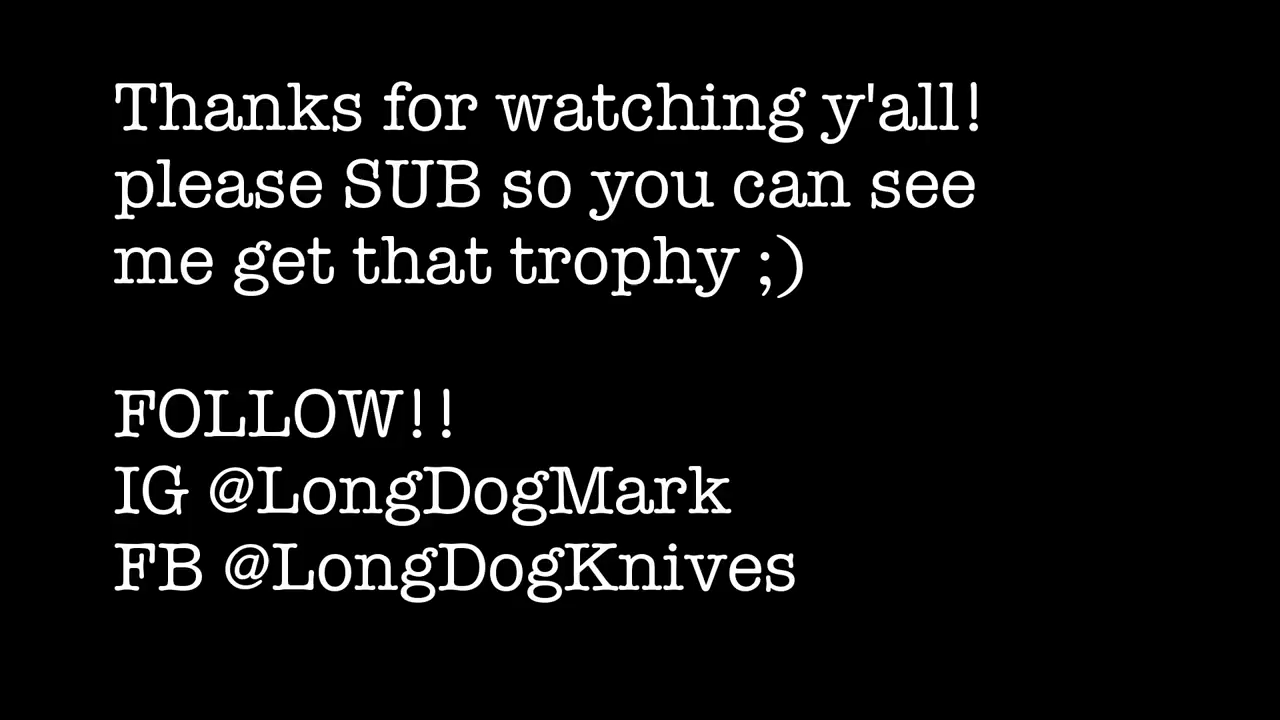 Thanks for watching y'all!
please SUB so you can see
me get that trophy ;)
FOLLOW!!
IG @LongDogMark
FB @LongDogKnives